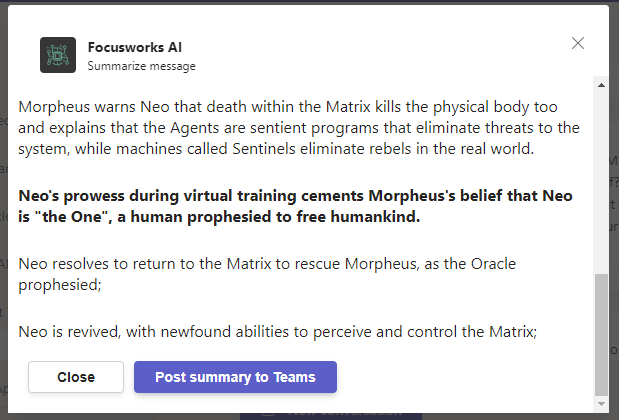 Focusworks AI
Summarize message
Morpheus warns Neo that death within the Matrix kills the physical body too
and explains that the Agents are sentient programs that eliminate threats to the
system, while machines called Sentinels eliminate rebels in the real world.
Neo's prowess during virtual training cements Morpheus's belief that Neo
is "the One", a human prophesied to free humankind.
Neo resolves to return to the Matrix to rescue Morpheus, as the Oracle
prophesied;
Neo is revived, with newfound abilities to perceive and control the Matrix;
Close
Post summary to Teams